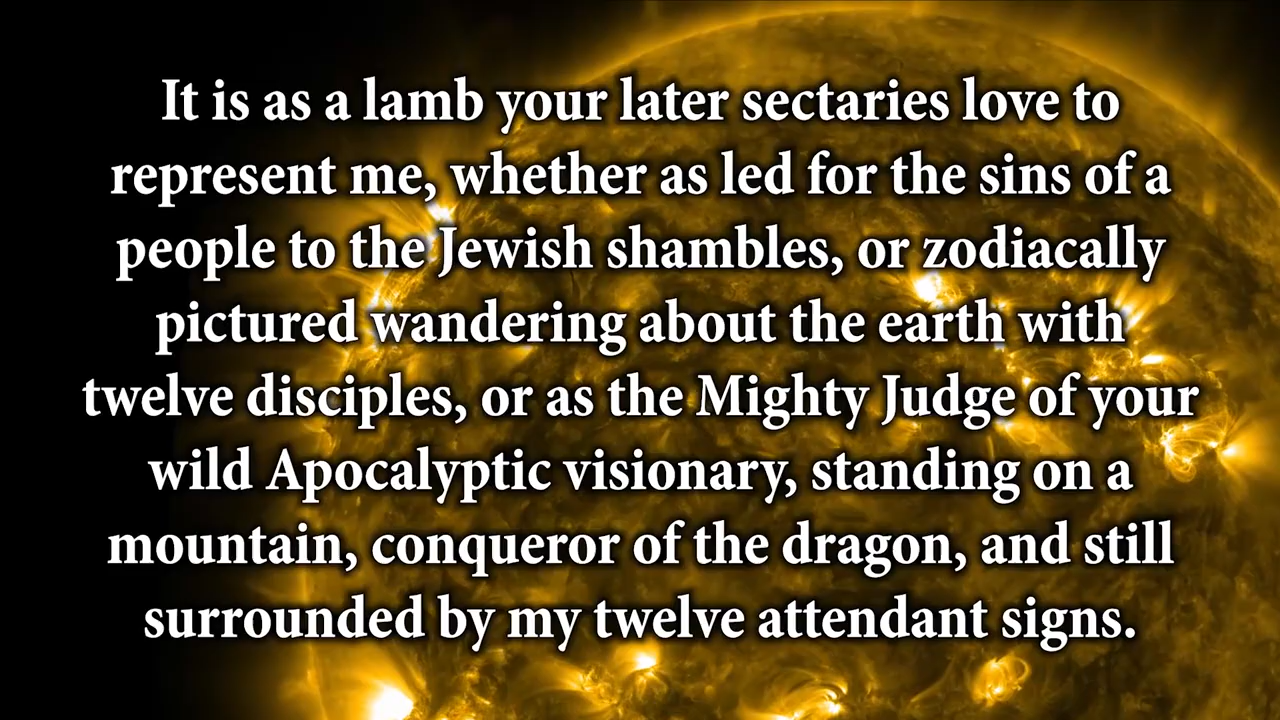 It is as a lamb your later sectaries love to
represent me, whether as led for the sins of a
people to the Jewish shambles, or zodiacally
pictured wandering about the earth with
twelve disciples, or as the Mighty Judge of your
wild Apocalyptic visionary, standing on a
mountain, conqueror of the dragon, and still
surrounded by my twelve attendant signs.